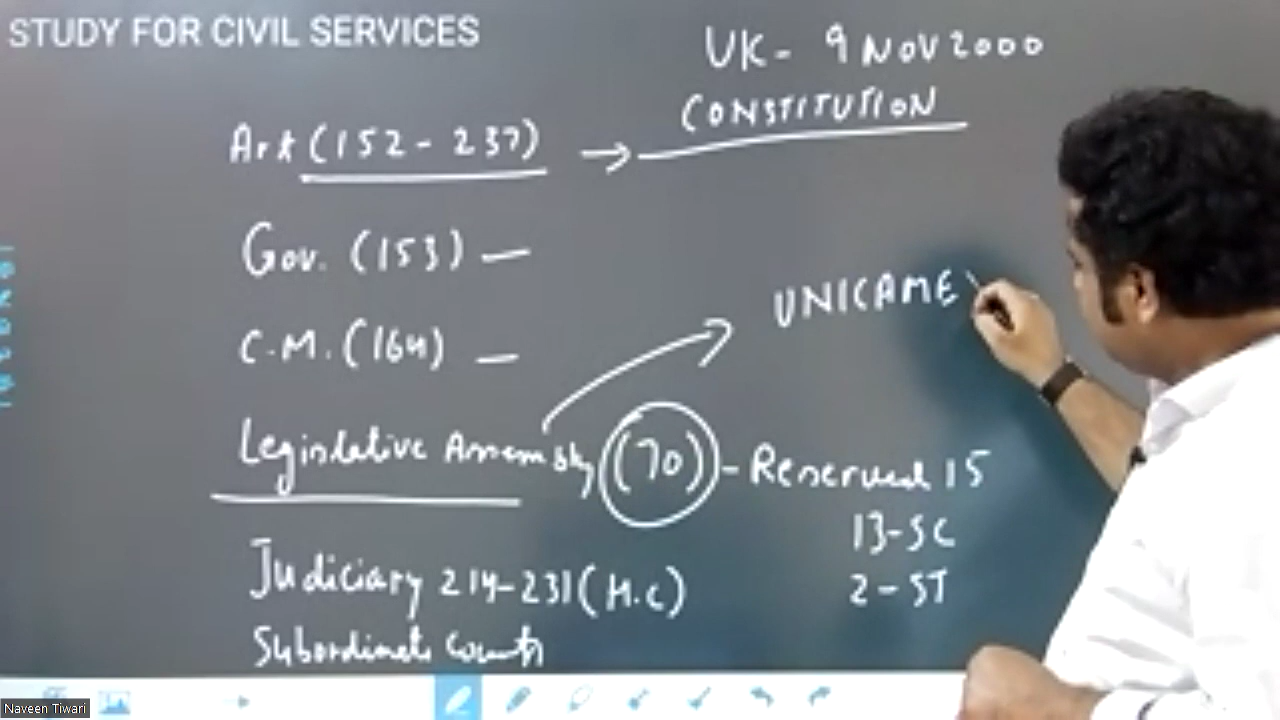 STUDY FOR CIVIL SERVICES
UK - 9 NOV 2000
CONSTITUTION
Art (152 - 237) →
Gov. (153) —
C.M. (164) —
UNICAME
Legislative Assembly (70) - Reserved 15
13 - SC
2 - ST
Judiciary 214-231 (H.C)
Subordinate Courts
Naveen Tiwari